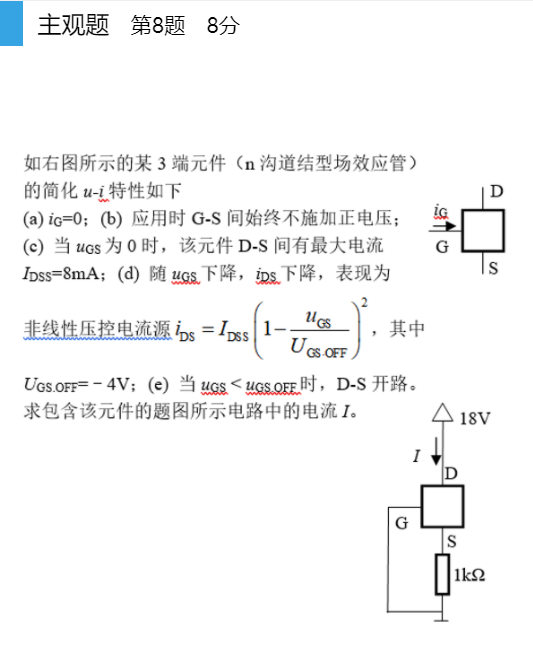 主观题 第8题 8分
如右图所示的某 3 端元件（n 沟道结型场效应管）
的简化 u-i 特性如下
(a) iG=0；(b) 应用时 G-S 间始终不施加正电压；
(c) 当 uGS 为 0 时，该元件 D-S 间有最大电流
IDSS=8mA；(d) 随 uGS 下降，iDS 下降，表现为
非线性压控电流源 iDS = IDSS (1 − uGS / UGS.OFF)²，其中
UGS.OFF= − 4V；(e) 当 uGS < uGS.OFF 时，D-S 开路。
求包含该元件的题图所示电路中的电流 I。
D
iG
G
S
18V
I
D
G
S
1kΩ